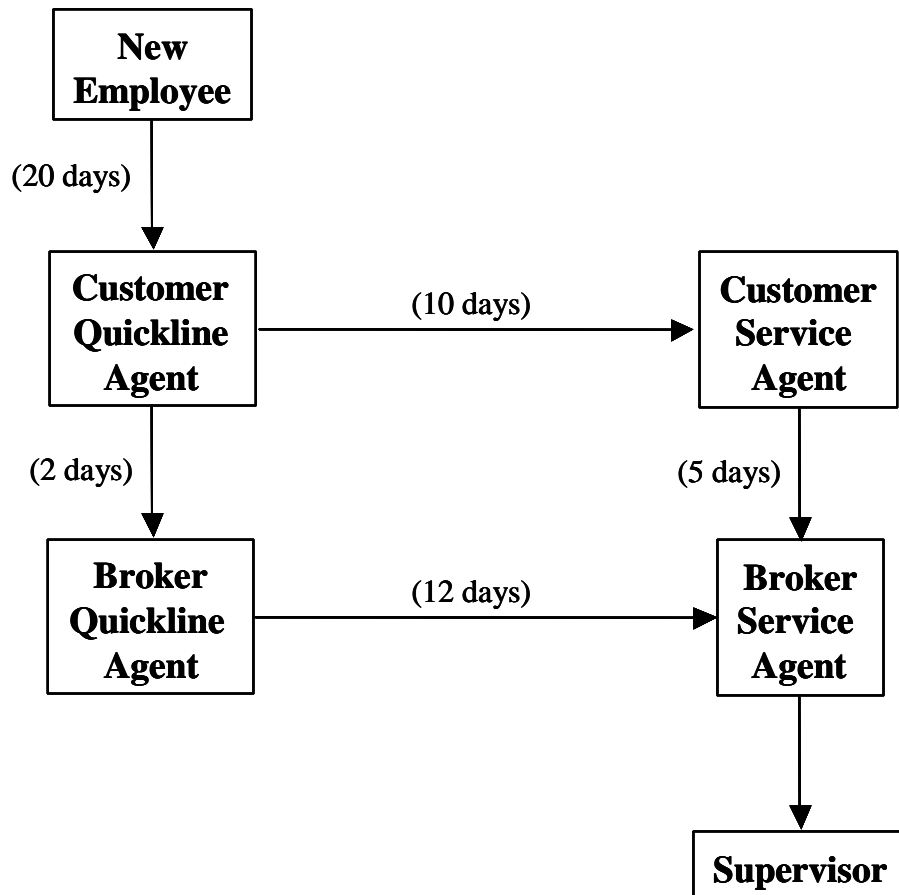 New
Employee
(20 days)
Customer
Quickline
Agent
(10 days)
Customer
Service
Agent
(2 days)
(5 days)
Broker
Quickline
Agent
(12 days)
Broker
Service
Agent
Supervisor